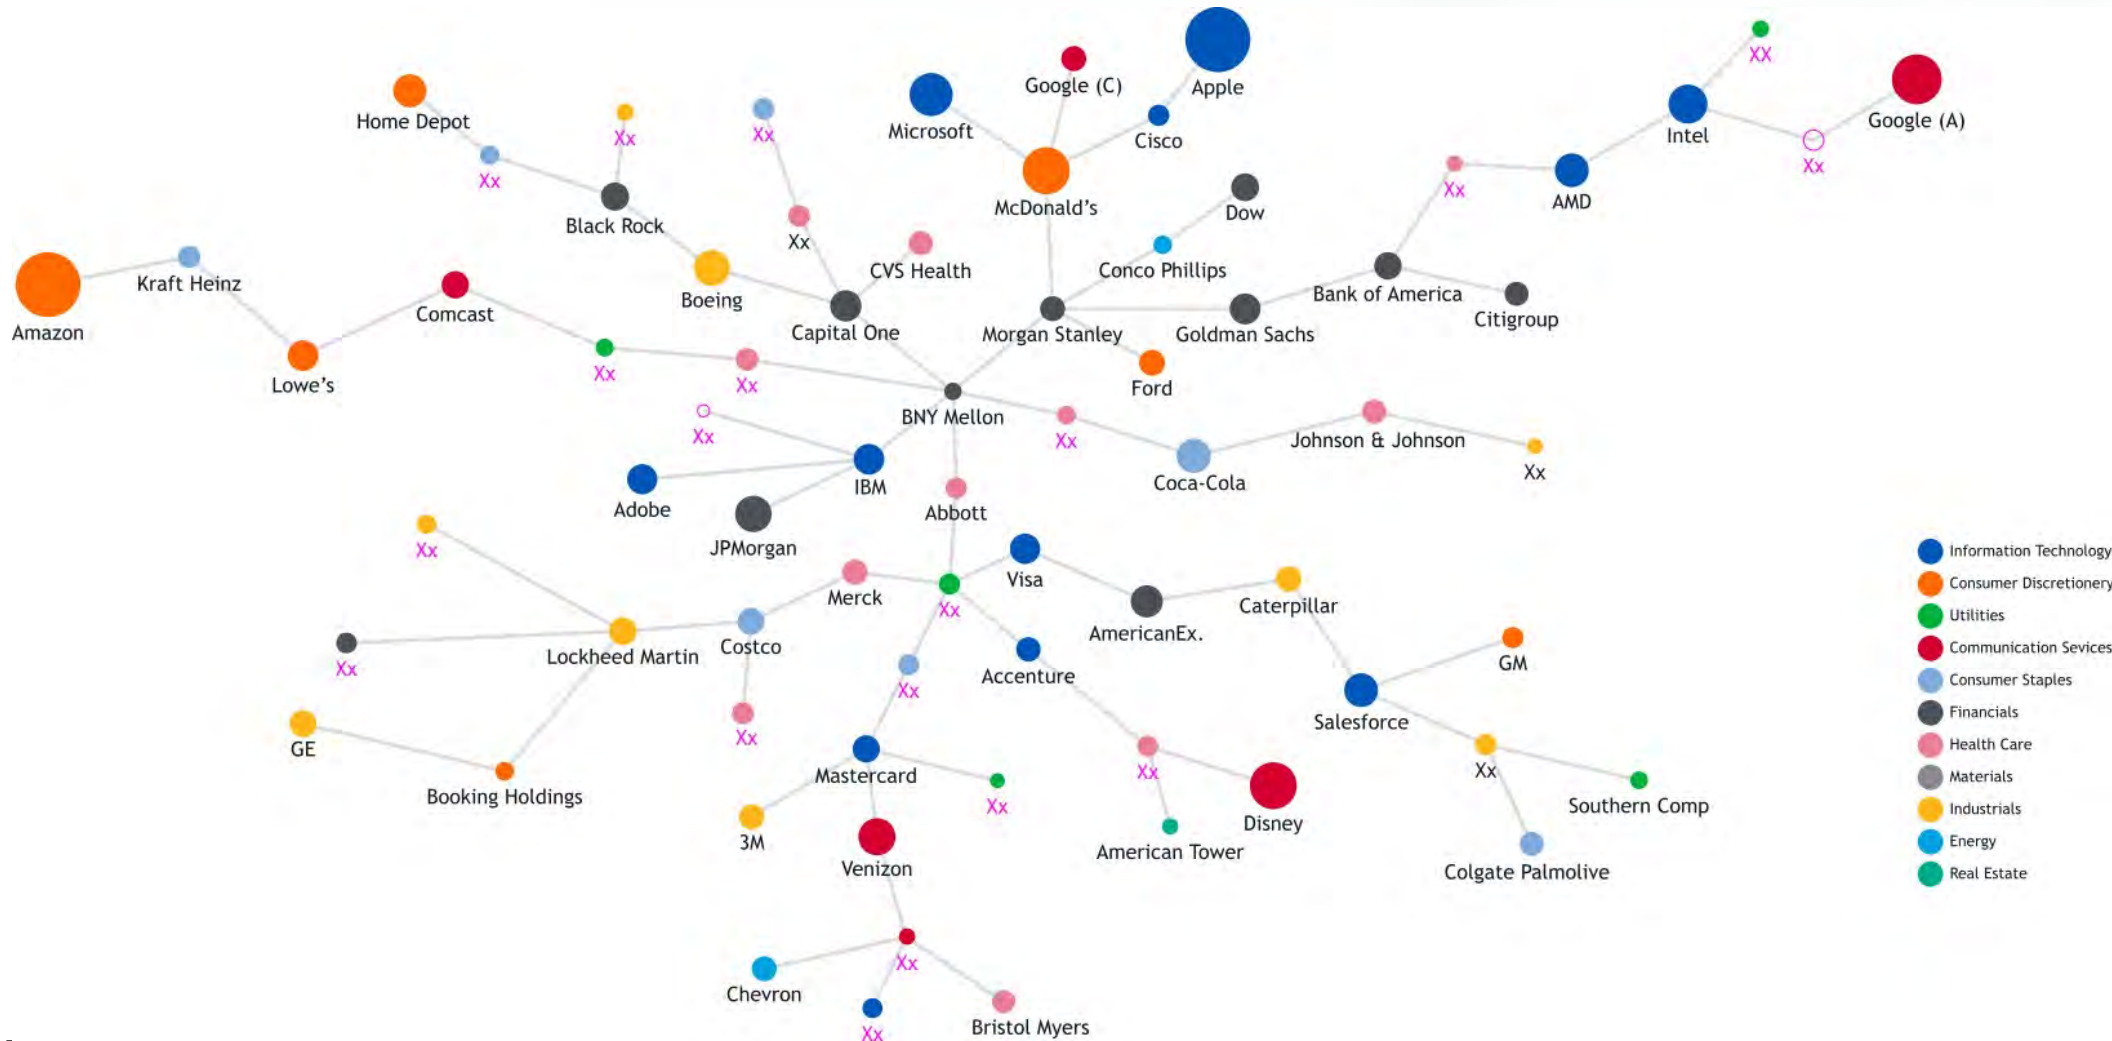 XX
Google (C)
Apple
Home Depot
Xx
Xx
Microsoft
Cisco
Intel
Google (A)
Xx
Xx
Xx
McDonald's
Dow
AMD
Black Rock
Xx
CVS Health
Conco Phillips
Kraft Heinz
Boeing
Bank of America
Amazon
Comcast
Capital One
Morgan Stanley
Goldman Sachs
Citigroup
Lowe's
Xx
Xx
Ford
BNY Mellon
Xx
Xx
Johnson & Johnson
IBM
Coca-Cola
Xx
Adobe
Abbott
JPMorgan
Xx
Merck
Xx
Visa
Caterpillar
AmericanEx.
Lockheed Martin
Costco
Xx
Xx
Accenture
GM
Salesforce
GE
Xx
Mastercard
Xx
Xx
Booking Holdings
Xx
Southern Comp
3M
American Tower
Disney
Venizon
Colgate Palmolive
Xx
Chevron
Xx
Bristol Myers
Information Technology
Consumer Discretionery
Utilities
Communication Sevices
Consumer Staples
Financials
Health Care
Materials
Industrials
Energy
Real Estate